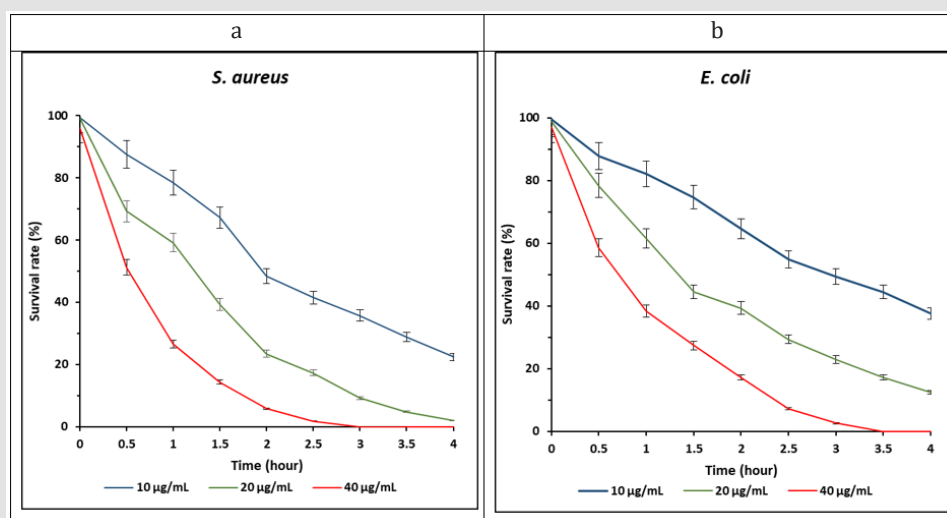 a
b
S. aureus
100
80
60
40
20
0
Survival rate (%)
0 0.5 1 1.5 2 2.5 3 3.5 4
Time (hour)
10 µg/mL 20 µg/mL 40 µg/mL
E. coli
100
80
60
40
20
0
Survival rate (%)
0 0.5 1 1.5 2 2.5 3 3.5 4
Time (hour)
10 µg/mL 20 µg/mL 40 µg/mL